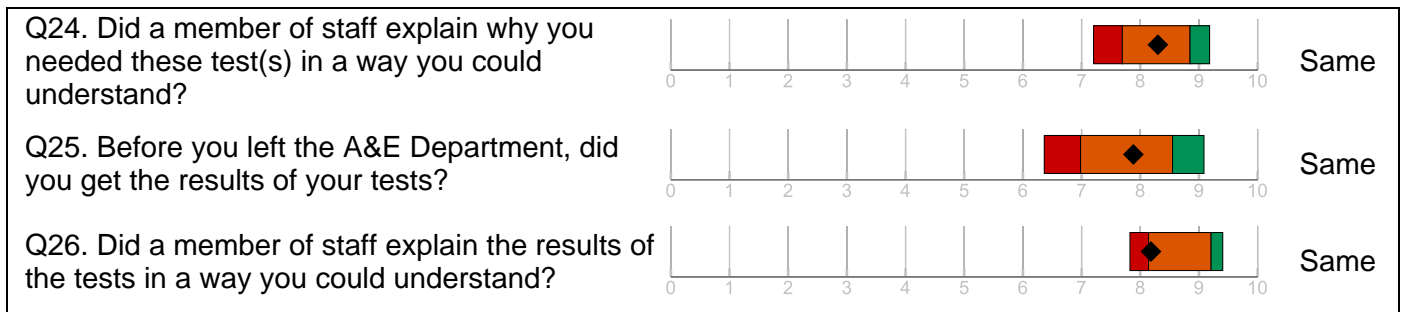 Q24. Did a member of staff explain why you
needed these test(s) in a way you could
understand?
0 1 2 3 4 5 6 7 8 9 10
Same
Q25. Before you left the A&E Department, did
you get the results of your tests?
0 1 2 3 4 5 6 7 8 9 10
Same
Q26. Did a member of staff explain the results of
the tests in a way you could understand?
0 1 2 3 4 5 6 7 8 9 10
Same